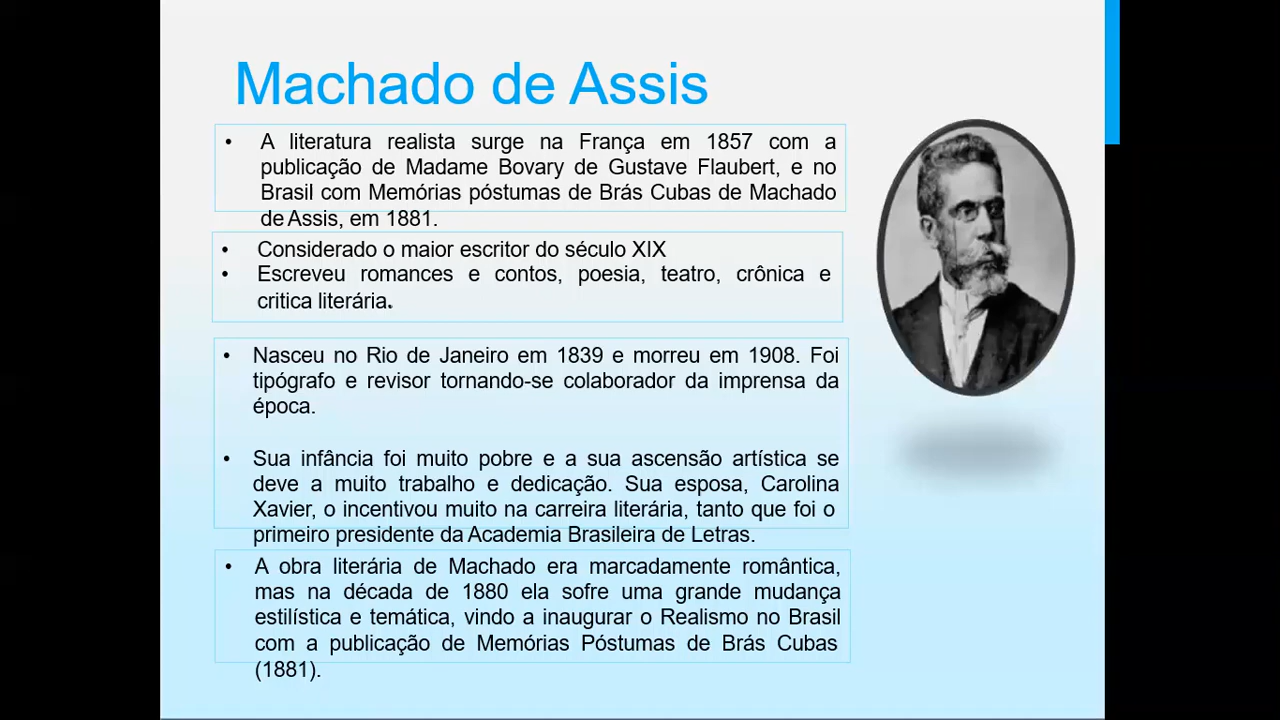 Machado de Assis
• A literatura realista surge na França em 1857 com a
publicação de Madame Bovary de Gustave Flaubert, e no
Brasil com Memórias póstumas de Brás Cubas de Machado
de Assis, em 1881.
• Considerado o maior escritor do século XIX
• Escreveu romances e contos, poesia, teatro, crônica e
critica literária.
• Nasceu no Rio de Janeiro em 1839 e morreu em 1908. Foi
tipógrafo e revisor tornando-se colaborador da imprensa da
época.
• Sua infância foi muito pobre e a sua ascensão artística se
deve a muito trabalho e dedicação. Sua esposa, Carolina
Xavier, o incentivou muito na carreira literária, tanto que foi o
primeiro presidente da Academia Brasileira de Letras.
• A obra literária de Machado era marcadamente romântica,
mas na década de 1880 ela sofre uma grande mudança
estilística e temática, vindo a inaugurar o Realismo no Brasil
com a publicação de Memórias Póstumas de Brás Cubas
(1881).